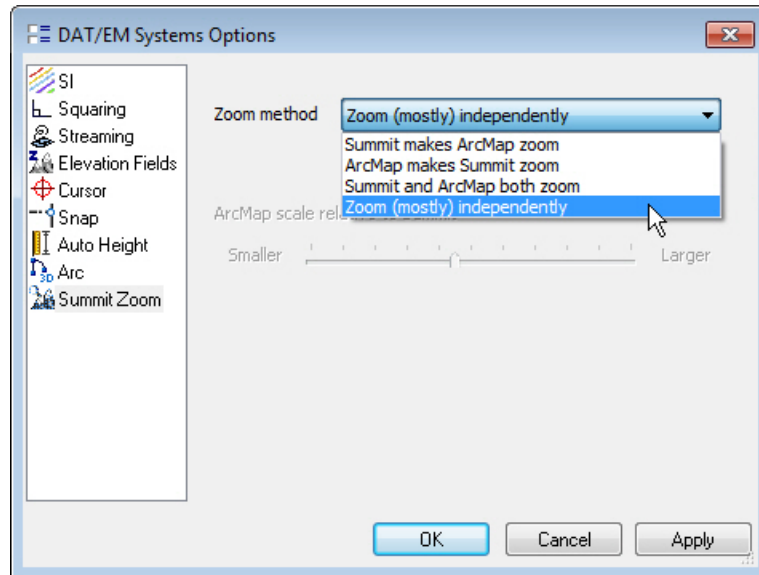 DAT/EM Systems Options
SI
Squaring
Streaming
Elevation Fields
Cursor
Snap
Auto Height
Arc
Summit Zoom
Zoom method
Zoom (mostly) independently
Summit makes ArcMap zoom
ArcMap makes Summit zoom
Summit and ArcMap both zoom
Zoom (mostly) independently
ArcMap scale
Smaller
Larger
OK
Cancel
Apply